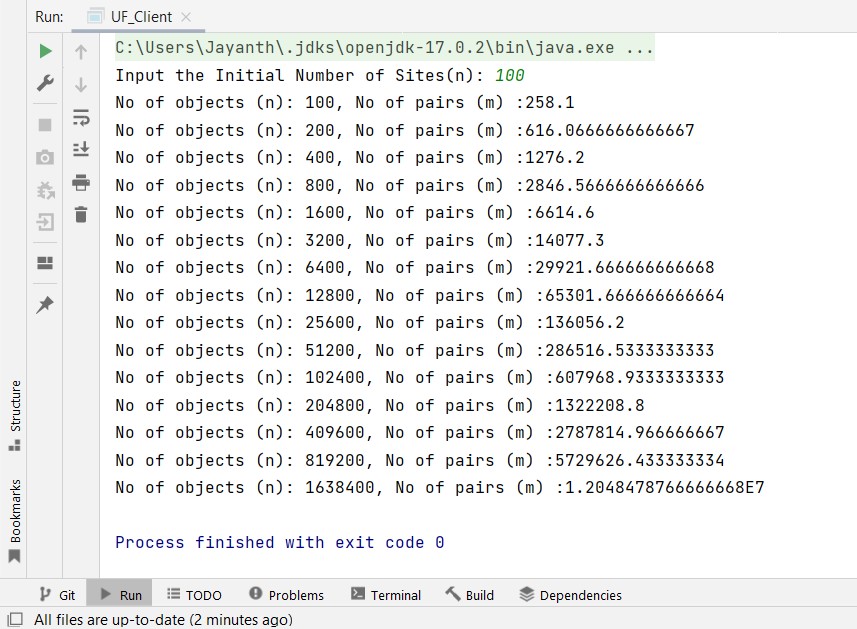 Run: UF_Client
C:\Users\Jayanth\.jdks\openjdk-17.0.2\bin\java.exe ...
Input the Initial Number of Sites(n): 100
No of objects (n): 100, No of pairs (m) :258.1
No of objects (n): 200, No of pairs (m) :616.0666666666667
No of objects (n): 400, No of pairs (m) :1276.2
No of objects (n): 800, No of pairs (m) :2846.5666666666666
No of objects (n): 1600, No of pairs (m) :6614.6
No of objects (n): 3200, No of pairs (m) :14077.3
No of objects (n): 6400, No of pairs (m) :29921.666666666668
No of objects (n): 12800, No of pairs (m) :65301.666666666664
No of objects (n): 25600, No of pairs (m) :136056.2
No of objects (n): 51200, No of pairs (m) :286516.5333333333
No of objects (n): 102400, No of pairs (m) :607968.9333333333
No of objects (n): 204800, No of pairs (m) :1322208.8
No of objects (n): 409600, No of pairs (m) :2787814.966666667
No of objects (n): 819200, No of pairs (m) :5729626.433333334
No of objects (n): 1638400, No of pairs (m) :1.2048478766666668E7
Process finished with exit code 0
Structure
Bookmarks
Git Run TODO Problems Terminal Build Dependencies
All files are up-to-date (2 minutes ago)